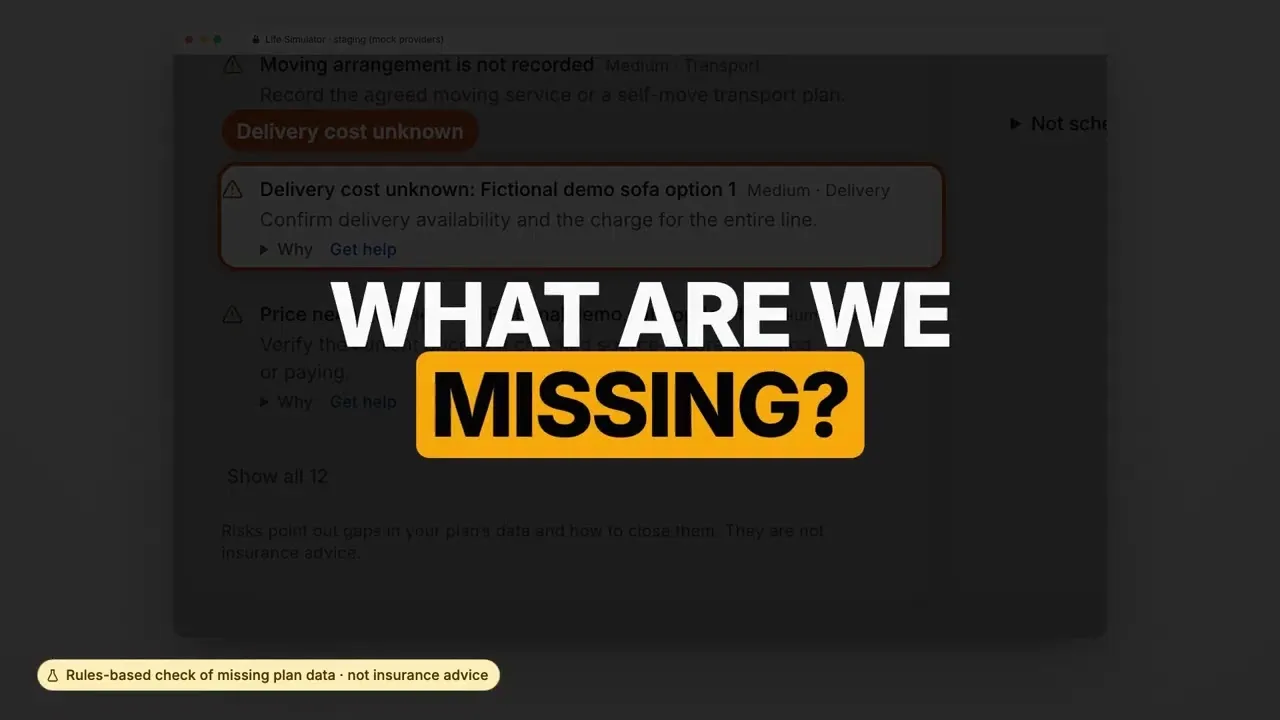 Life Simulator · staging (mock providers)
Moving arrangement is not recorded Medium · Transport
Record the agreed moving service or a self-move transport plan.
Delivery cost unknown
Not sche
Delivery cost unknown: Fictional demo sofa option 1 Medium · Delivery
Confirm delivery availability and the charge for the entire line.
Why Get help
WHAT ARE WE
MISSING?
Price
Verify the
or paying.
Why Get help
Show all 12
Risks point out gaps in your plan's data and how to close them. They are not
insurance advice.
Rules-based check of missing plan data · not insurance advice